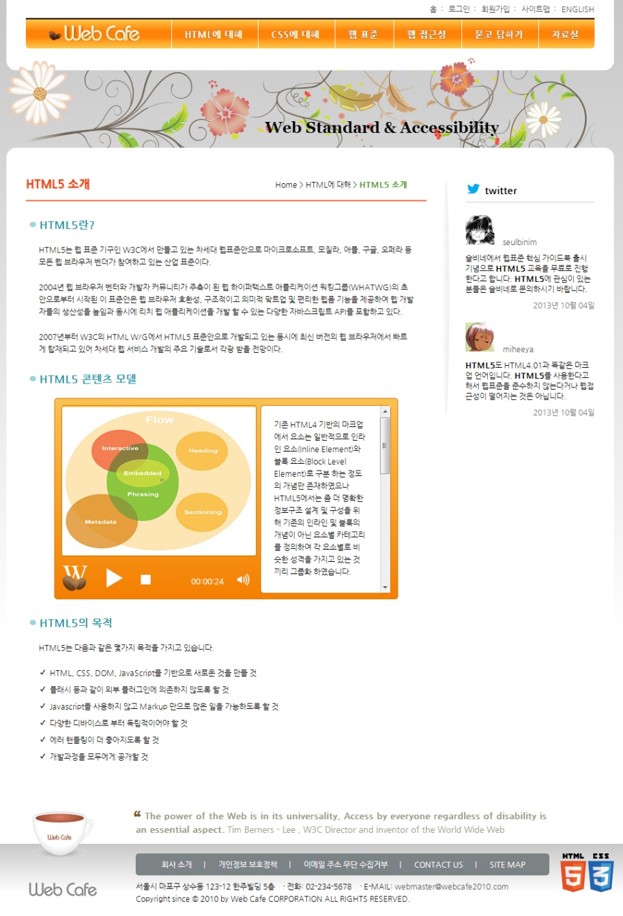 홈 : 로그인 : 회원가입 : 사이트맵 : ENGLISH
Web Cafe
HTML에 대해
CSS에 대해
웹 표준
웹 접근성
묻고 답하기
자료실
Web Standard & Accessibility
HTML5 소개
Home > HTML에 대해 > HTML5 소개
HTML5란?
HTML5는 웹 표준 기구인 W3C에서 만들고 있는 차세대 웹표준안으로 마이크로소프트, 모질라, 애플, 구글, 오페라 등
모든 웹 브라우저 벤더가 참여하고 있는 산업 표준이다.
2004년 웹 브라우저 벤터와 개발자 커뮤니티가 주축이 된 웹 하이퍼텍스트 어플리케이션 워킹그룹(WHATWG)의 초
안으로부터 시작된 이 표준안은 웹 브라우저 호환성, 구조적이고 의미적 맞트업 및 편리한 웹폼 기능을 제공하여 웹 개발
자들의 생산성을 높임과 동시에 리치 웹 어플리케이션을 개발 할 수 있는 다양한 자바스크립트 API를 포함하고 있다.
2007년부터 W3C의 HTML W/G에서 HTML5 표준안으로 개발되고 있는 동시에 최신 버전의 웹 브라우저에서 빠르
게 탑재되고 있어 차세대 웹 서비스 개발의 주요 기술로서 각광 받을 전망이다.
HTML5 콘텐츠 모델
Flow
Interactive
Heading
Embedded
Phrasing
Metadata
Sectioning
W
00:00:24
기존 HTML4 기반의 마크업
에서 요소는 일반적으로 인라
인 요소(Inline Element)와
블록 요소(Block Level
Element)로 구분 하는 정도
의 개념만 존재하였으나
HTML5에서는 좀 더 명확한
정보구조 설계 및 구성을 위
해 기존의 인라인 및 블록의
개념이 아닌 요소별 카테고리
를 정의하여 각 요소별로 비
슷한 성격을 가지고 있는 것
끼리 그룹화 하였습니다.
HTML5의 목적
HTML5는 다음과 같은 몇가지 목적을 가지고 있습니다.
✓ HTML, CSS, DOM, JavaScript를 기반으로 새로운 것을 만들 것
✓ 플래시 등과 같이 외부 플러그인에 의존하지 않도록 할 것
✓ Javascript를 사용하지 않고 Markup 만으로 많은 일을 가능하도록 할 것
✓ 다양한 디바이스로 부터 독립적이어야 할 것
✓ 에러 핸들링이 더 좋아지도록 할 것
✓ 개발과정을 모두에게 공개할 것
twitter
seulbinim
슬비네에서 웹표준 핵심 가이드북 출시
기념으로 HTML5 교육을 무료로 진행
한다고 합니다. HTML5에 관심이 있는
분들은 슬비네로 문의하시기 바랍니다.
2013년 10월 04일
miheeya
HTML5도 HTML4.01과 똑같은 마크
업 언어입니다. HTML5를 사용한다고
해서 웹표준을 준수하지 않는다거나 웹접
근성이 떨어지는 것은 아닙니다.
2013년 10월 04일
Web Cafe
“ The power of the Web is in its universality, Access by everyone regardless of disability is
an essential aspect. Tim Berners - Lee , W3C Director and inventor of the World Wide Web
회사 소개 | 개인정보 보호정책 | 이메일 주소 무단 수집거부 | CONTACT US | SITE MAP
Web Cafe
서울시 마포구 상수동 123-12 한주빌딩 5층 · 전화: 02-234-5678 · E-MAIL: webmaster@webcafe2010.com
Copyright since © 2010 by Web Cafe CORPORATION ALL RIGHTS RESERVED.
HTML 5
CSS 3